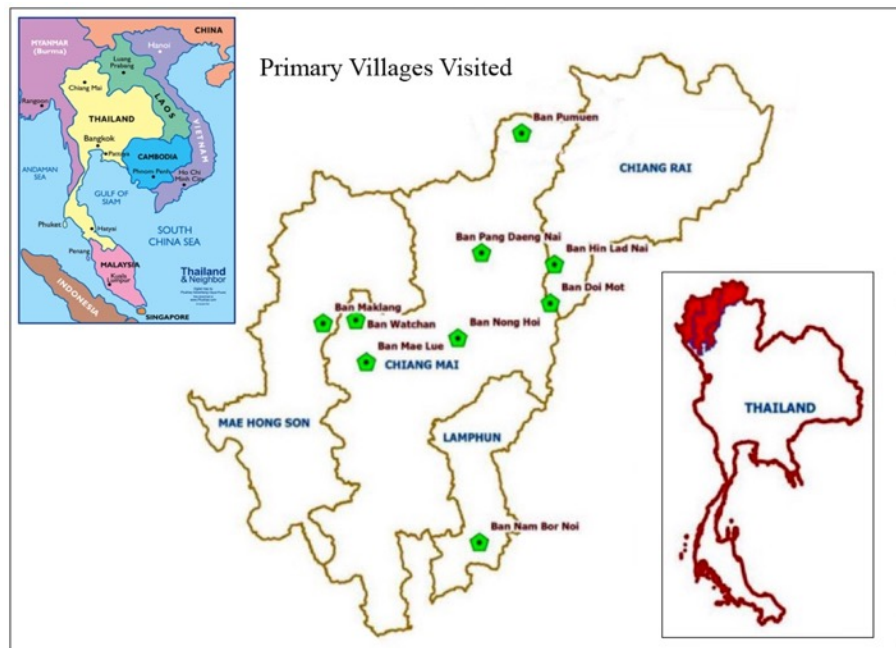 Primary Villages Visited
CHINA
MYANMAR
(Burma)
Hanoi
Luang
Prabang
Chiang Mai
LAOS
Rangoon
THAILAND
VIETNAM
Bangkok
Pattaya
CAMBODIA
Phnom Penh
Ho Chi
Minh City
ANDAMAN
SEA
GULF OF
SIAM
SOUTH
CHINA SEA
Phuket
Hatyai
Penang
MALAYSIA
Kuala
Lumpur
Thailand
& Neighbor
INDONESIA
SINGAPORE
Ban Pumuen
CHIANG RAI
Ban Pang Daeng Nai
Ban Hin Lad Nai
Ban Doi Mot
Ban Maklang
Ban Watchan
Ban Nong Hoi
Ban Mae Lue
CHIANG MAI
MAE HONG SON
LAMPHUN
Ban Nam Bor Noi
THAILAND